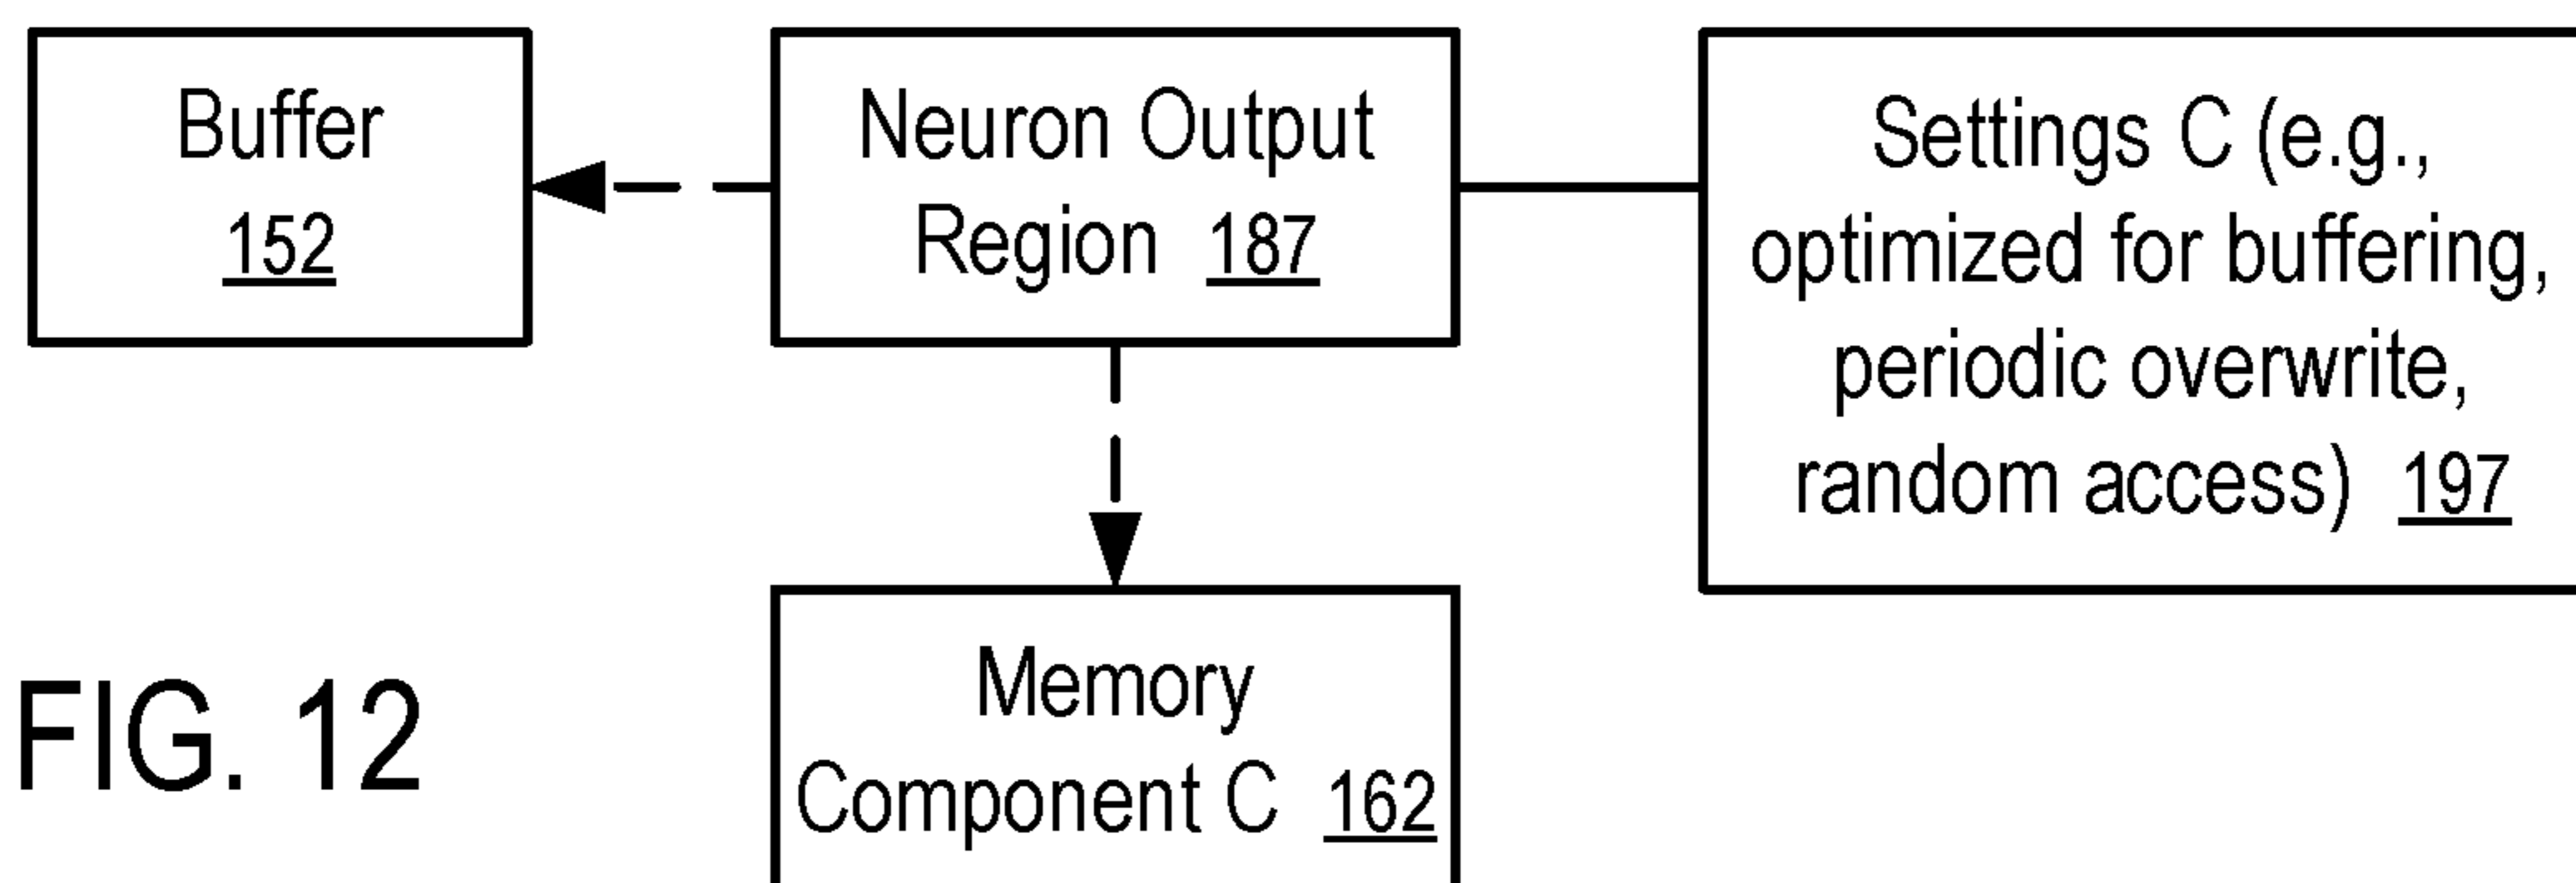 Buffer
152
Neuron Output
Region 187
Settings C (e.g.,
optimized for buffering,
periodic overwrite,
random access) 197
Memory
Component C 162
FIG. 12